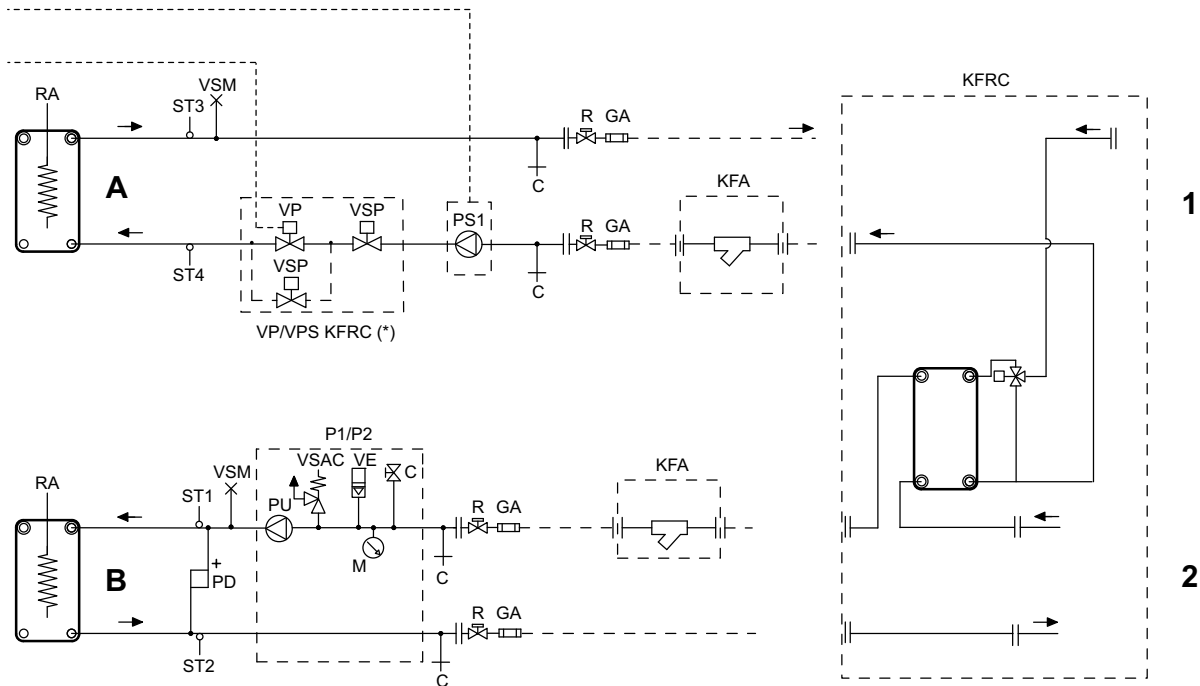 KFRC
VSM
RA
ST3
R GA
A
C
KFA
1
VP
VSP
PS1
R GA
ST4
VSP
C
VP/VPS KFRC (*)
P1/P2
VSAC
VE
C
KFA
RA
VSM
ST1
PU
R GA
B
+
PD
M
C
2
R GA
ST2
C